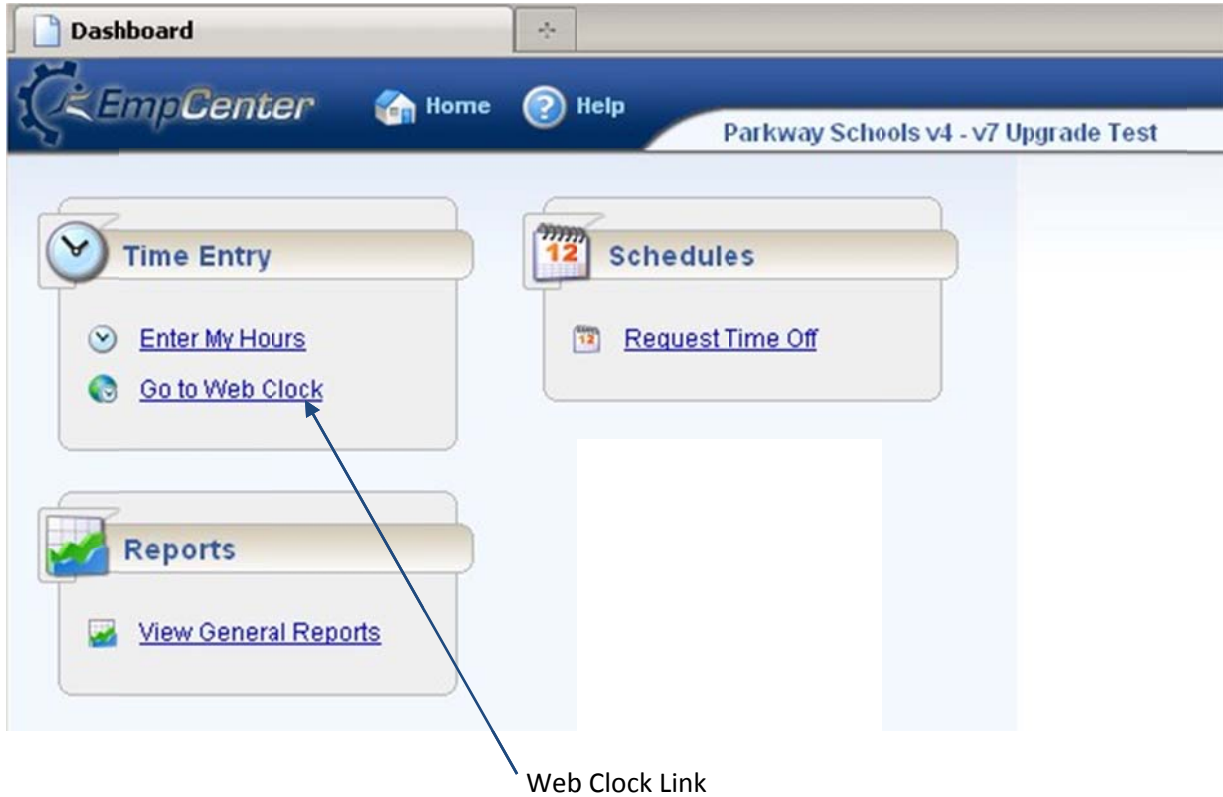 Dashboard
EmpCenter Home ? Help
Parkway Schools v4 - v7 Upgrade Test
Time Entry
Enter My Hours
Go to Web Clock
12 Schedules
12 Request Time Off
Reports
View General Reports
Web Clock Link